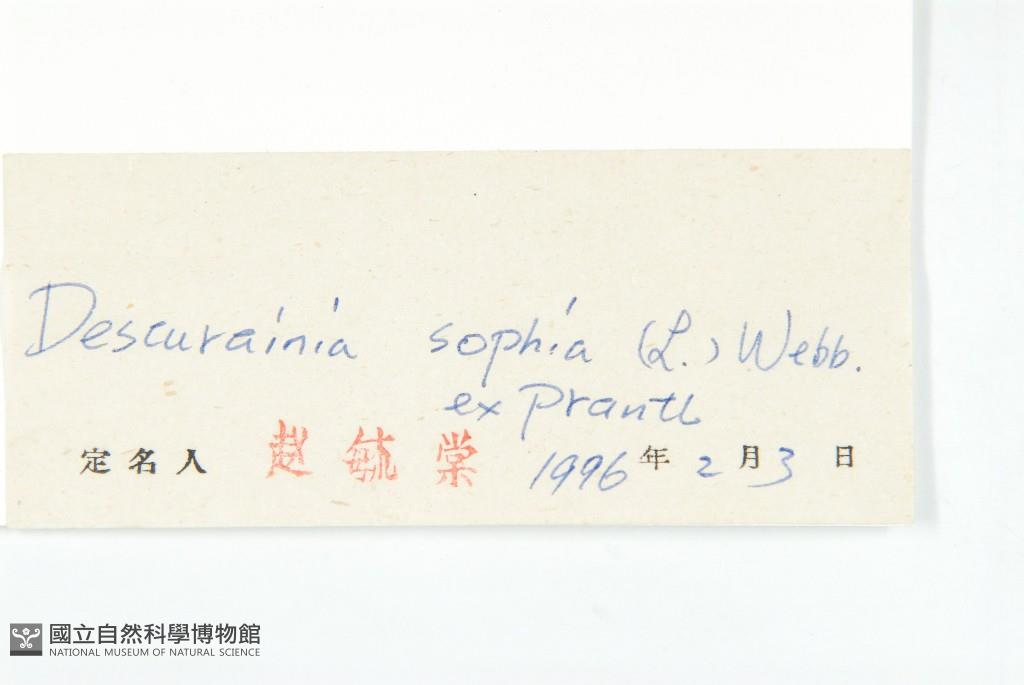 Descurainia sophia (L.) Webb.
ex Prantl
定名人 赵毓棠 1996年2月3日
國立自然科學博物館
NATIONAL MUSEUM OF NATURAL SCIENCE